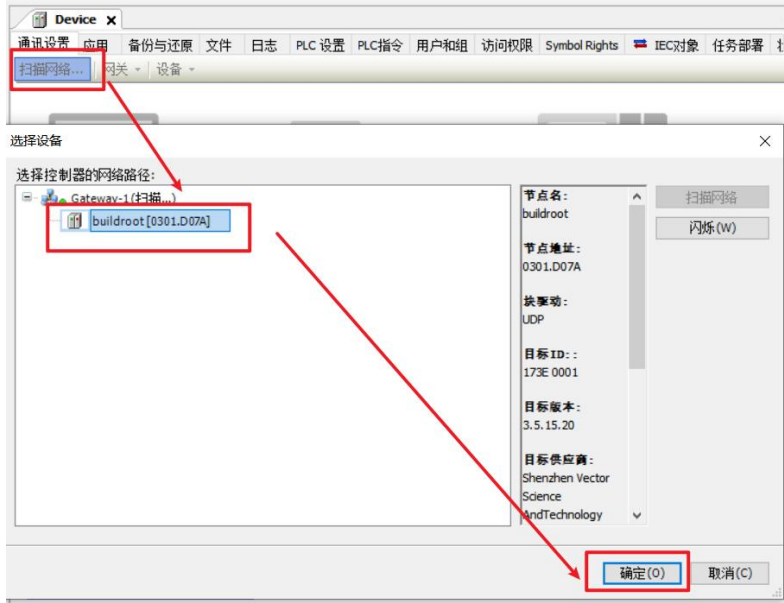 Device
通讯设置 应用 备份与还原 文件 日志 PLC 设置 PLC指令 用户和组 访问权限 Symbol Rights IEC对象 任务部署
扫描网络... 网关 设备
选择设备
选择控制器的网络路径:
Gateway-1(扫描...)
buildroot [0301.D07A]
节点名:
buildroot
节点地址:
0301.D07A
块驱动:
UDP
目标ID::
173E 0001
目标版本:
3.5.15.20
目标供应商:
Shenzhen Vector
Science
AndTechnology
扫描网络
闪烁(W)
确定(O) 取消(C)